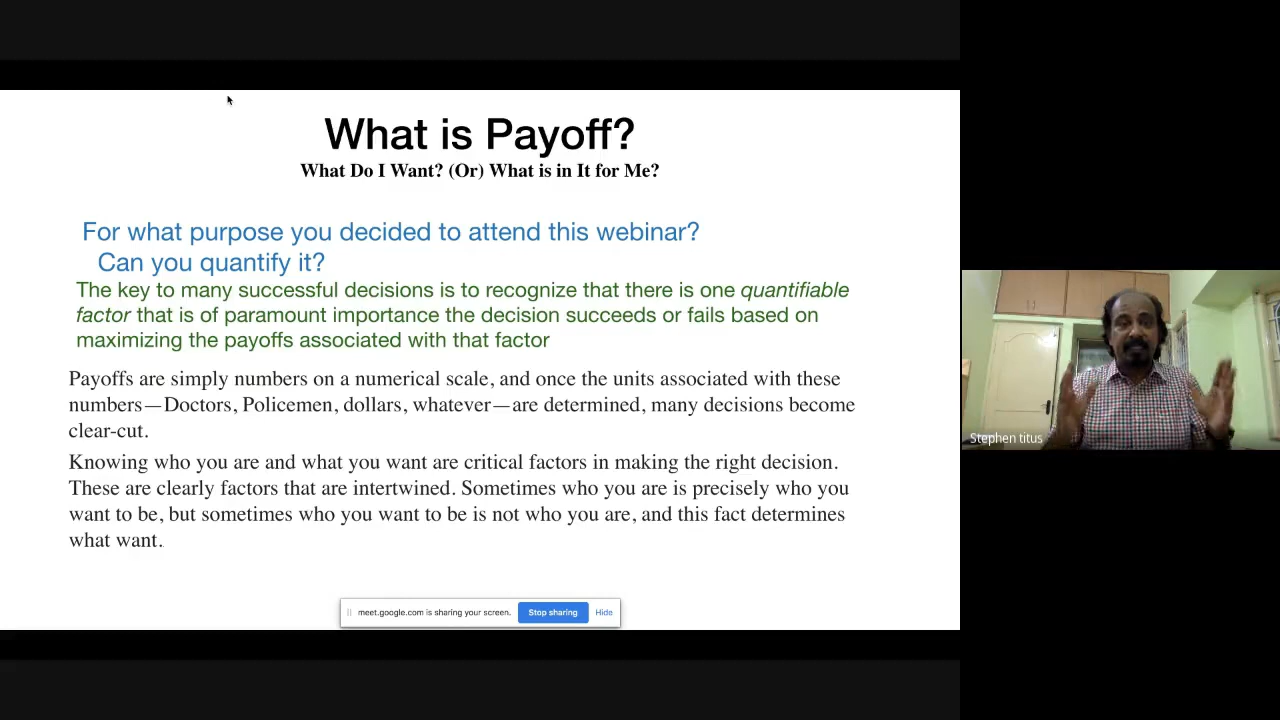 What is Payoff?
What Do I Want? (Or) What is in It for Me?
For what purpose you decided to attend this webinar?
Can you quantify it?
The key to many successful decisions is to recognize that there is one quantifiable
factor that is of paramount importance the decision succeeds or fails based on
maximizing the payoffs associated with that factor
Payoffs are simply numbers on a numerical scale, and once the units associated with these
numbers—Doctors, Policemen, dollars, whatever—are determined, many decisions become
clear-cut.
Knowing who you are and what you want are critical factors in making the right decision.
These are clearly factors that are intertwined. Sometimes who you are is precisely who you
want to be, but sometimes who you want to be is not who you are, and this fact determines
what want.
meet.google.com is sharing your screen. Stop sharing Hide
Stephen titus